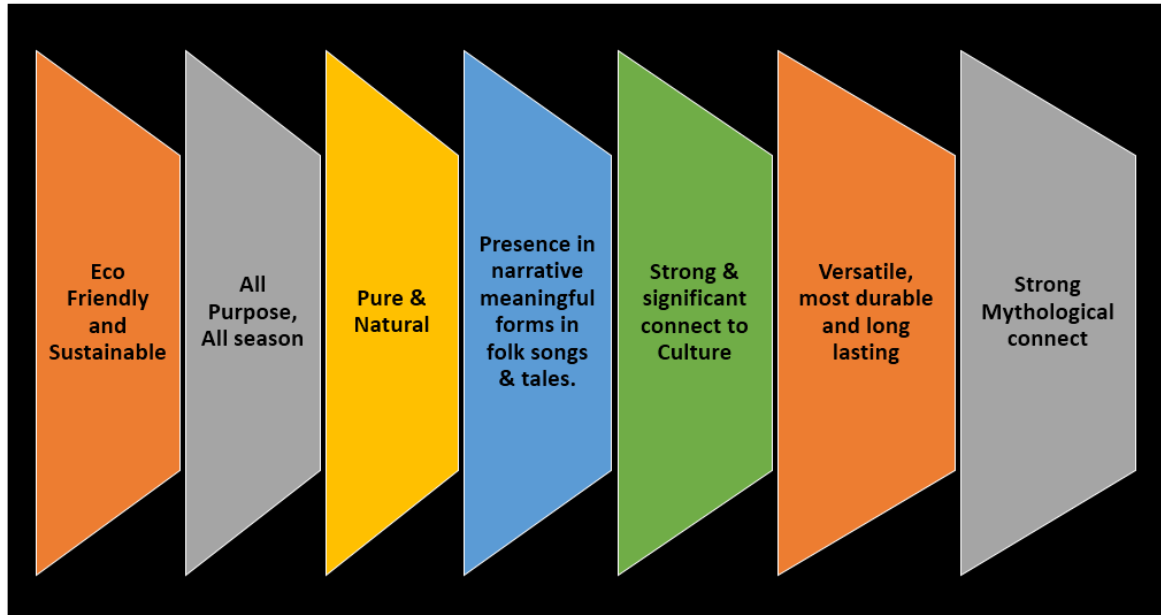 Eco
Friendly
and
Sustainable
All
Purpose,
All season
Pure &
Natural
Presence in
narrative
meaningful
forms in
folk songs
& tales.
Strong &
significant
connect to
Culture
Versatile,
most durable
and long
lasting
Strong
Mythological
connect